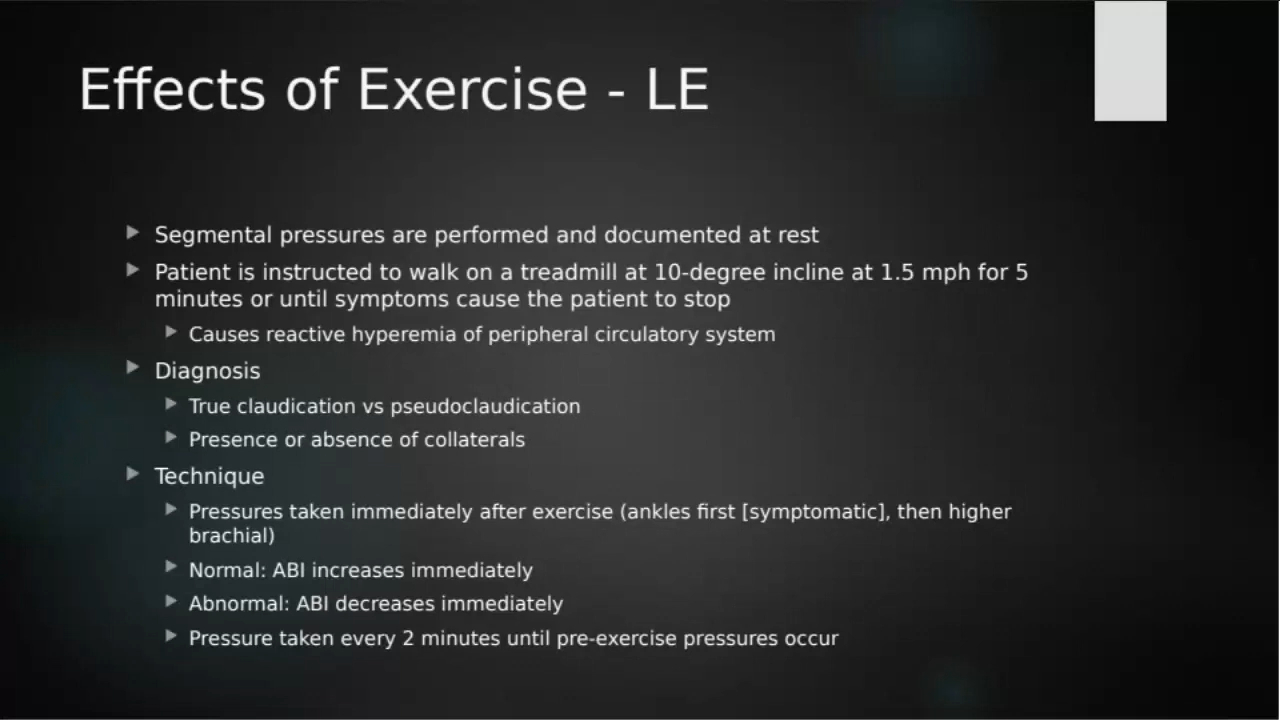 Effects of Exercise - LE
Segmental pressures are performed and documented at rest
Patient is instructed to walk on a treadmill at 10-degree incline at 1.5 mph for 5
minutes or until symptoms cause the patient to stop
Causes reactive hyperemia of peripheral circulatory system
Diagnosis
True claudication vs pseudoclaudication
Presence or absence of collaterals
Technique
Pressures taken immediately after exercise (ankles first [symptomatic], then higher
brachial)
Normal: ABI increases immediately
Abnormal: ABI decreases immediately
Pressure taken every 2 minutes until pre-exercise pressures occur